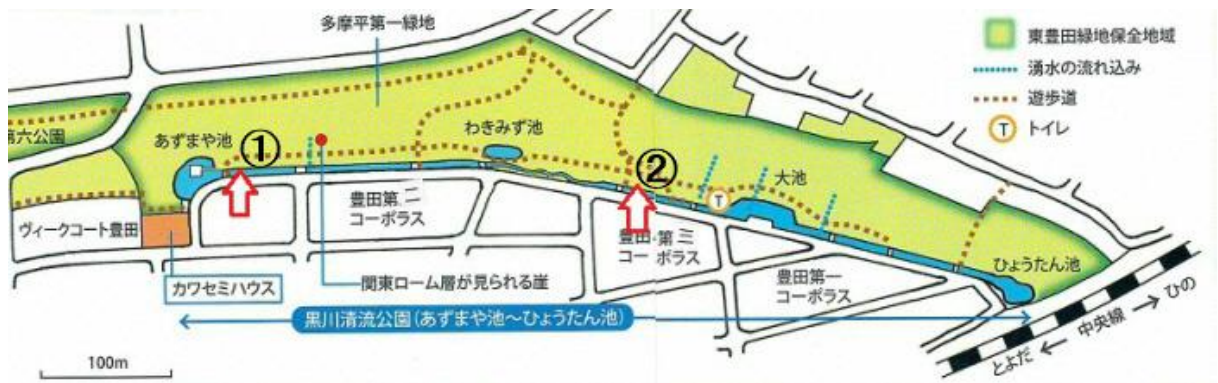 多摩平第一緑地
東豊田緑地保全地域
湧水の流れ込み
遊歩道
T トイレ
第六公園
あずまや池
①
わきみず池
②
大池
T
豊田第二
コーポラス
豊田・第三
コーポラス
豊田第一
コーポラス
ひょうたん池
ヴィークコート豊田
カワセミハウス
関東ローム層が見られる崖
黒川清流公園(あずまや池～ひょうたん池)
とよだ ← 中央線 → ひの
100m